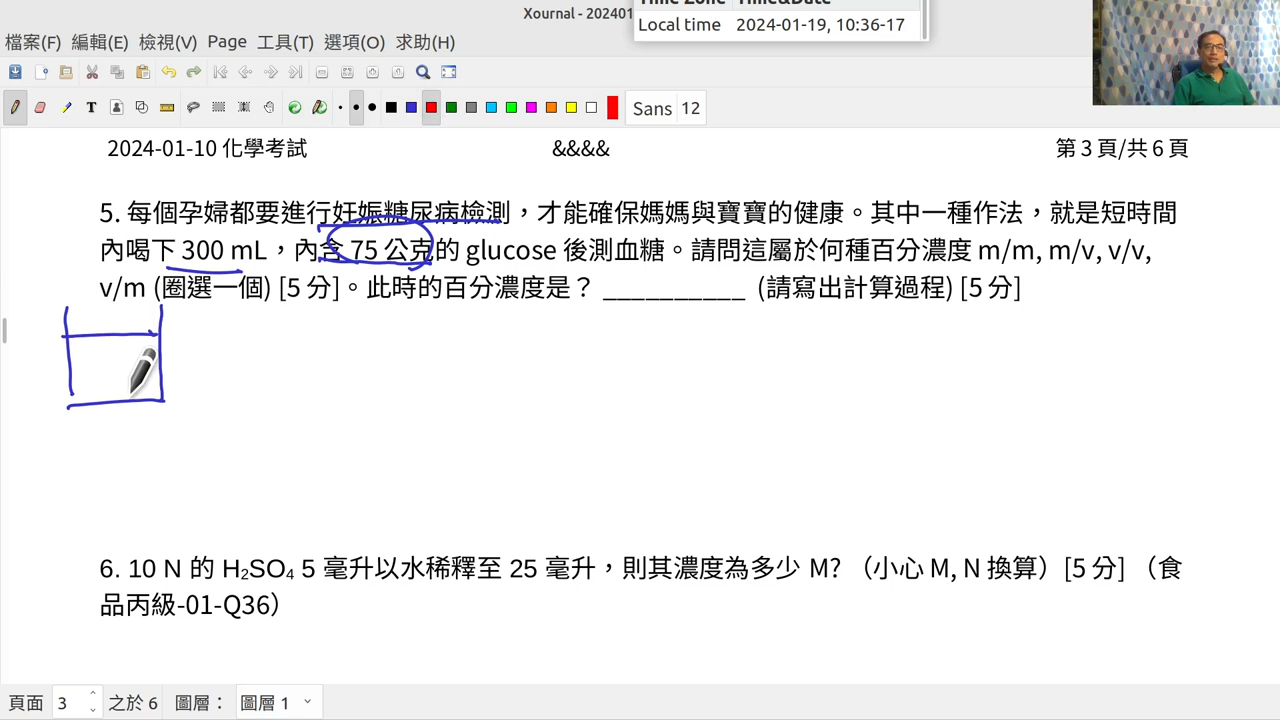 Xournal - 202401
Time Zone Time&Date
Local time 2024-01-19, 10:36-17
檔案(F) 編輯(E) 檢視(V) Page 工具(T) 選項(O) 求助(H)
T
Sans 12
2024-01-10 化學考試 &&&& 第 3 頁/共 6 頁
5. 每個孕婦都要進行妊娠糖尿病檢測，才能確保媽媽與寶寶的健康。其中一種作法，就是短時間
內喝下 300 mL，內含 75 公克的 glucose 後測血糖。請問這屬於何種百分濃度 m/m, m/v, v/v,
v/m (圈選一個) [5 分]。此時的百分濃度是？ __________ (請寫出計算過程) [5 分]
6. 10 N 的 H₂SO₄ 5 毫升以水稀釋至 25 毫升，則其濃度為多少 M? （小心 M, N 換算）[5 分] （食
品丙級-01-Q36）
頁面 3 之於 6 圖層： 圖層 1